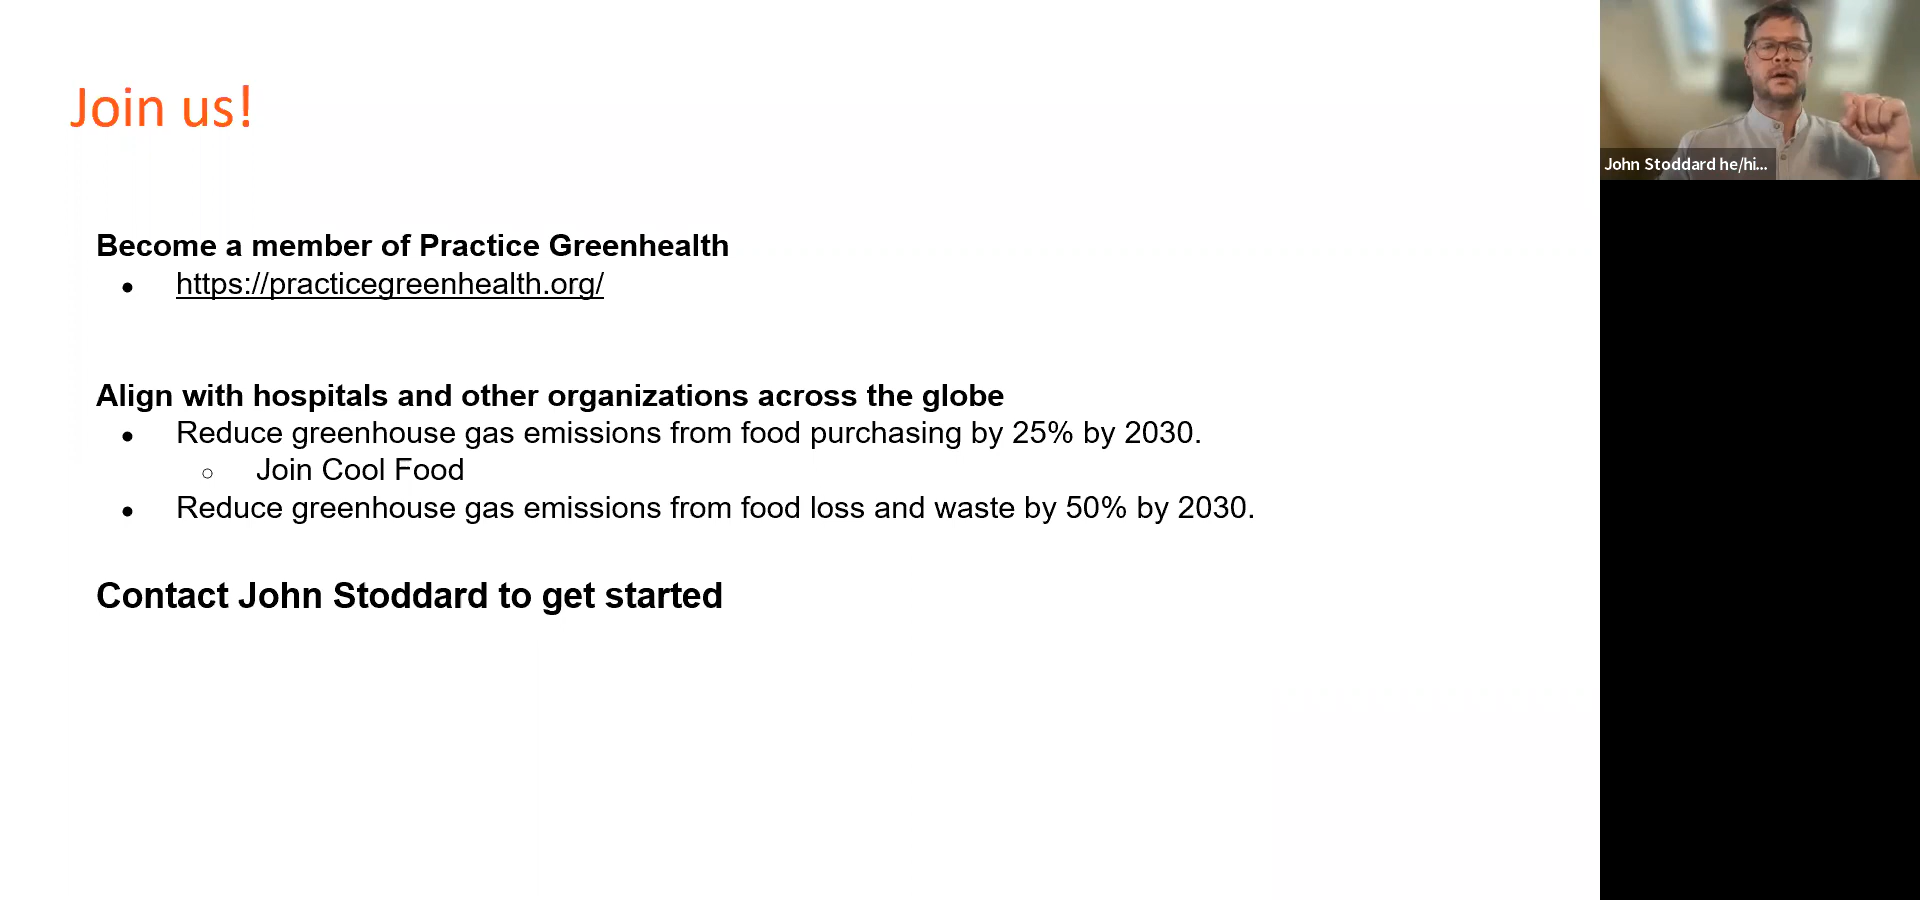 Join us!
Become a member of Practice Greenhealth
● https://practicegreenhealth.org/
Align with hospitals and other organizations across the globe
● Reduce greenhouse gas emissions from food purchasing by 25% by 2030.
○ Join Cool Food
● Reduce greenhouse gas emissions from food loss and waste by 50% by 2030.
Contact John Stoddard to get started
John Stoddard he/hi...